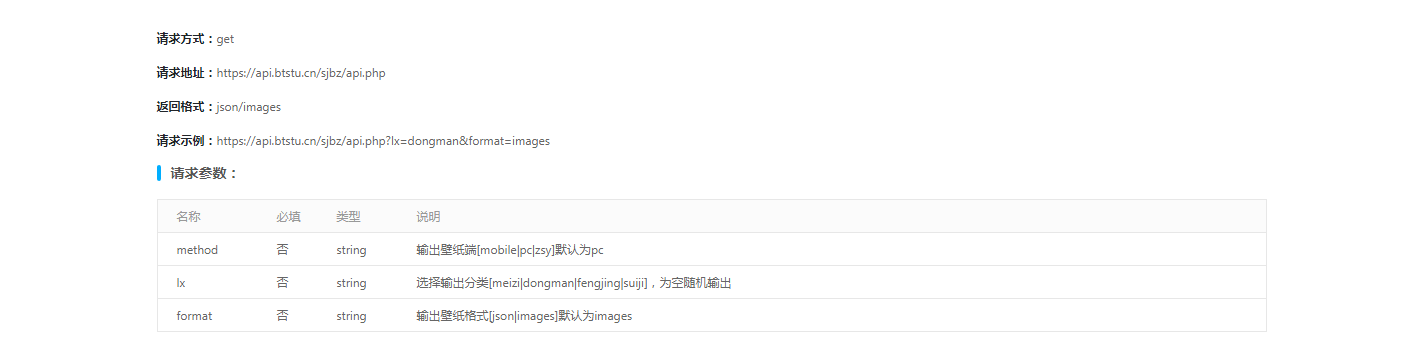 请求方式：get
请求地址：https://api.btstu.cn/sjbz/api.php
返回格式：json/images
请求示例：https://api.btstu.cn/sjbz/api.php?lx=dongman&format=images
请求参数：
名称 必填 类型 说明
method 否 string 输出壁纸端[mobile|pc|zsy]默认为pc
lx 否 string 选择输出分类[meizi|dongman|fengjing|suiji]，为空随机输出
format 否 string 输出壁纸格式[json|images]默认为images